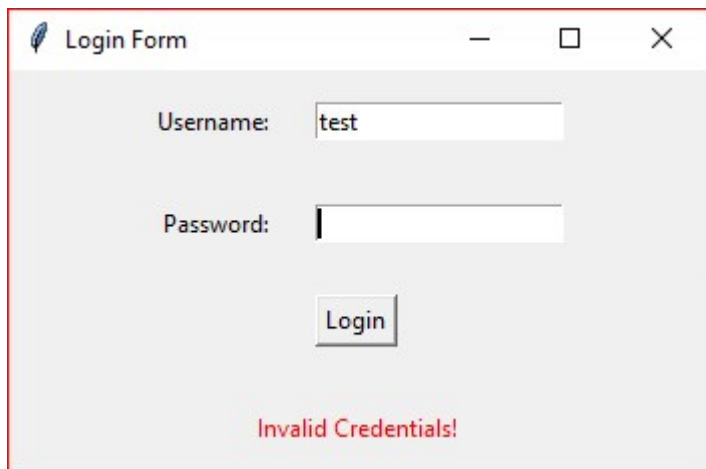 Login Form
Username: test
Password:
Login
Invalid Credentials!